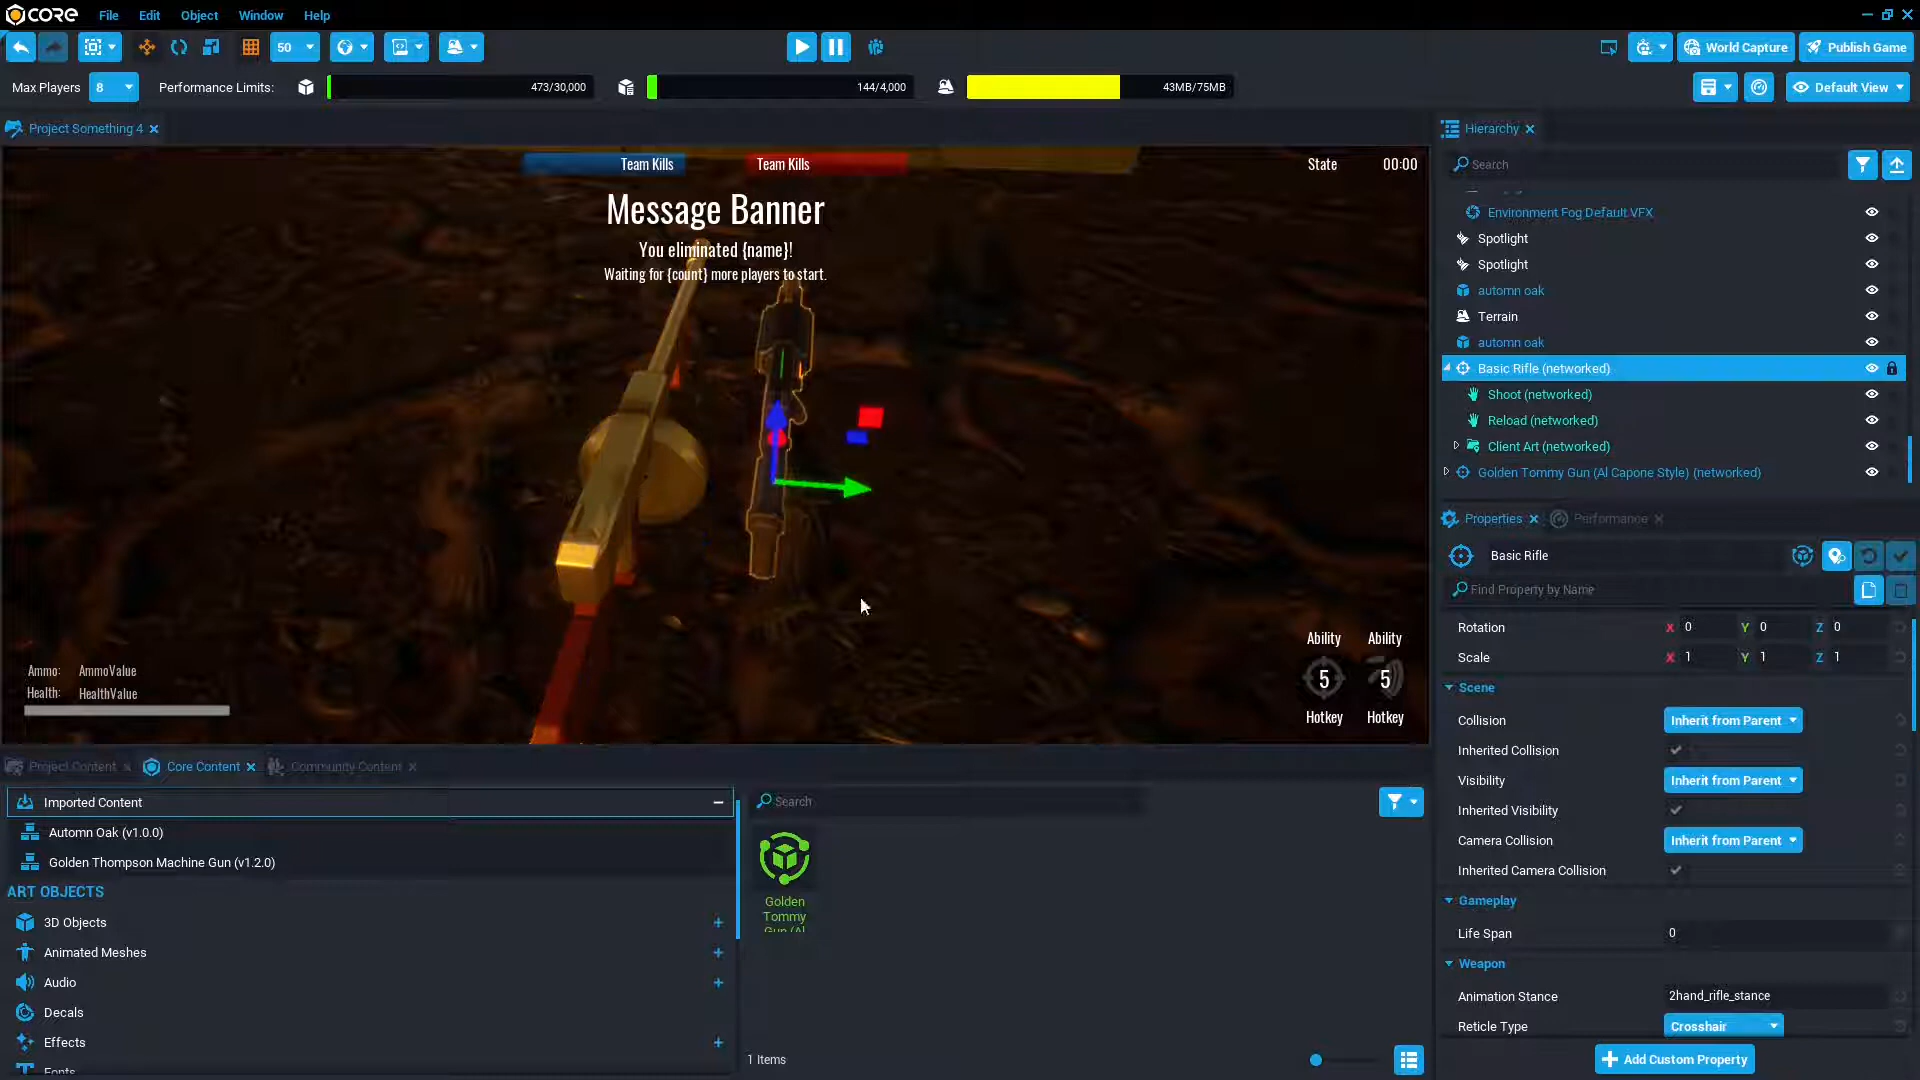 CORE
File Edit Object Window Help
50
World Capture
Publish Game
Max Players 8 Performance Limits: 473/30,000 144/4,000 43MB/75MB
Default View
Project Something 4
Team Kills Team Kills State 00:00
Message Banner
You eliminated {name}!
Waiting for {count} more players to start.
Ammo: AmmoValue
Health: HealthValue
Ability Ability
5 5
Hotkey Hotkey
Hierarchy
Search
Environment Fog Default VFX
Spotlight
Spotlight
automn oak
Terrain
automn oak
Basic Rifle (networked)
Shoot (networked)
Reload (networked)
Client Art (networked)
Golden Tommy Gun (Al Capone Style) (networked)
Properties Performance
Basic Rifle
Find Property by Name
Rotation X 0 Y 0 Z 0
Scale X 1 Y 1 Z 1
Scene
Collision Inherit from Parent
Inherited Collision
Visibility Inherit from Parent
Inherited Visibility
Camera Collision Inherit from Parent
Inherited Camera Collision
Gameplay
Life Span 0
Weapon
Animation Stance 2hand_rifle_stance
Reticle Type Crosshair
Add Custom Property
Project Content Core Content Community Content
Imported Content
Automn Oak (v1.0.0)
Golden Thompson Machine Gun (v1.2.0)
ART OBJECTS
3D Objects
Animated Meshes
Audio
Decals
Effects
Fonts
Search
Golden
Tommy
Gun (Al
1 Items